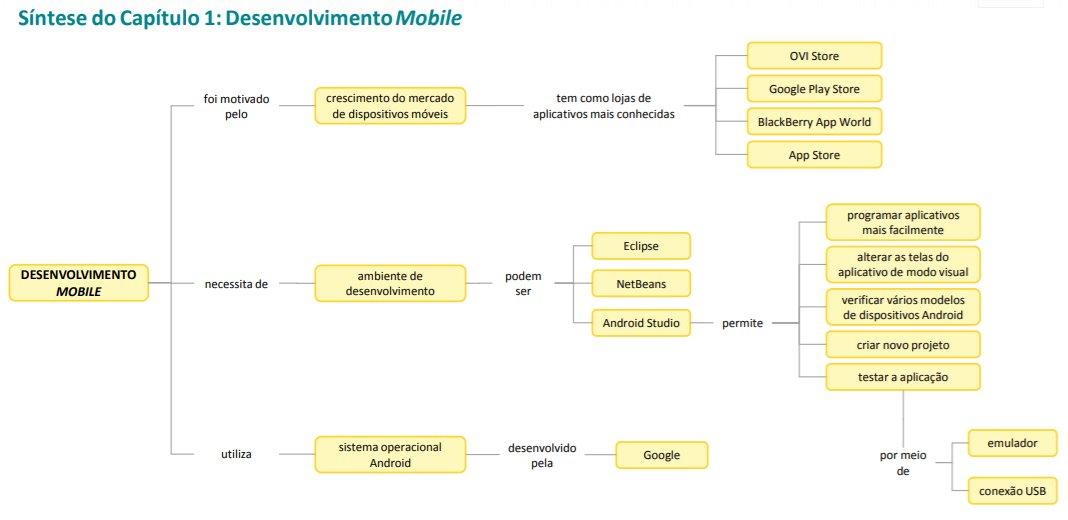 Síntese do Capítulo 1: Desenvolvimento Mobile
DESENVOLVIMENTO
MOBILE
foi motivado
pelo
crescimento do mercado
de dispositivos móveis
tem como lojas de
aplicativos mais conhecidas
OVI Store
Google Play Store
BlackBerry App World
App Store
necessita de
ambiente de
desenvolvimento
podem
ser
Eclipse
NetBeans
Android Studio
permite
programar aplicativos
mais facilmente
alterar as telas do
aplicativo de modo visual
verificar vários modelos
de dispositivos Android
criar novo projeto
testar a aplicação
por meio
de
emulador
conexão USB
utiliza
sistema operacional
Android
desenvolvido
pela
Google